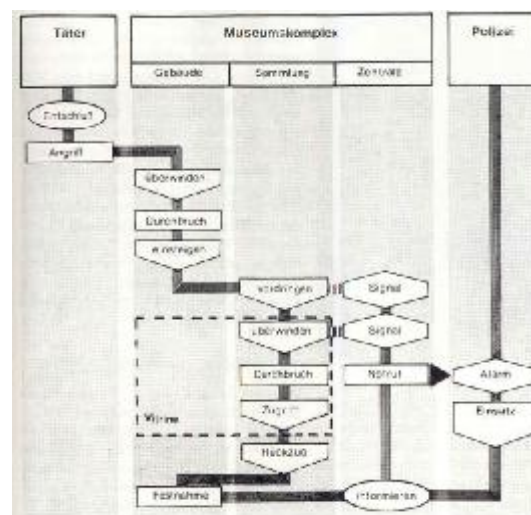 Täter
Museumskomplex
Polizei
Gebäude
Sammlung
Zentrale
Entschluß
Angriff
überwinden
Durchbruch
einsteigen
vordringen
Signal
überwinden
Signal
Durchbruch
Notruf
Alarm
Zugriff
Einsatz
Vitrine
Rückzug
Festnahme
informieren